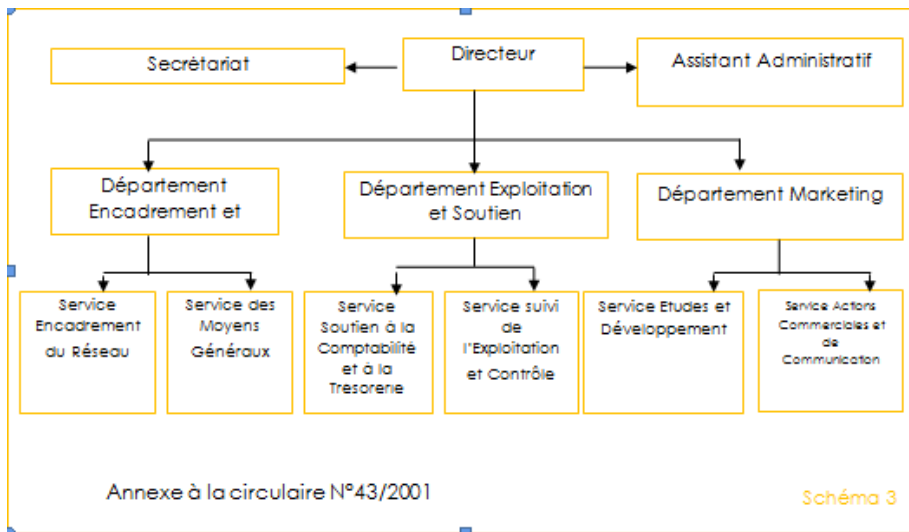 Secrétariat
Directeur
Assistant Administratif
Département
Encadrement et
Département Exploitation
et Soutien
Département Marketing
Service
Encadrement
du Réseau
Service des
Moyens
Généraux
Service
Soutien à la
Comptabilité
et à la
Trésorerie
Service suivi
de
l'Exploitation
et Contrôle
Service Etudes et
Développement
Service Actions
Commerciales et
de
Communication
Annexe à la circulaire N°43/2001
Schéma 3